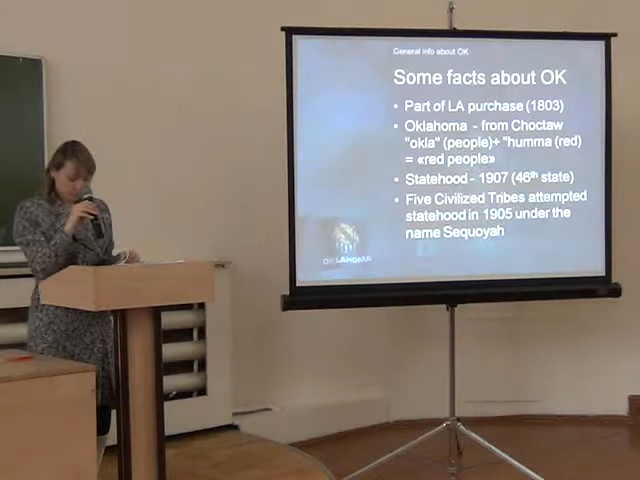 General info about OK
Some facts about OK
• Part of LA purchase (1803)
• Oklahoma - from Choctaw
"okla" (people)+ "humma (red)
= «red people»
• Statehood - 1907 (46th state)
• Five Civilized Tribes attempted
statehood in 1905 under the
name Sequoyah
OKLAHOMA